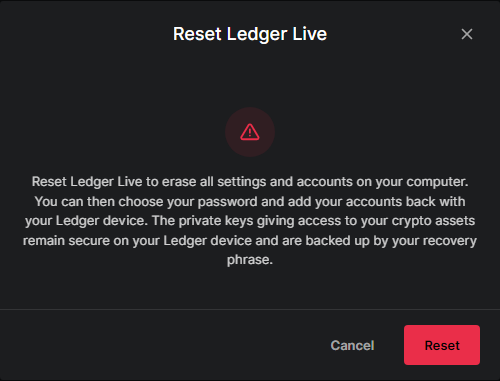 Reset Ledger Live
Reset Ledger Live to erase all settings and accounts on your computer.
You can then choose your password and add your accounts back with
your Ledger device. The private keys giving access to your crypto assets
remain secure on your Ledger device and are backed up by your recovery
phrase.
Cancel Reset